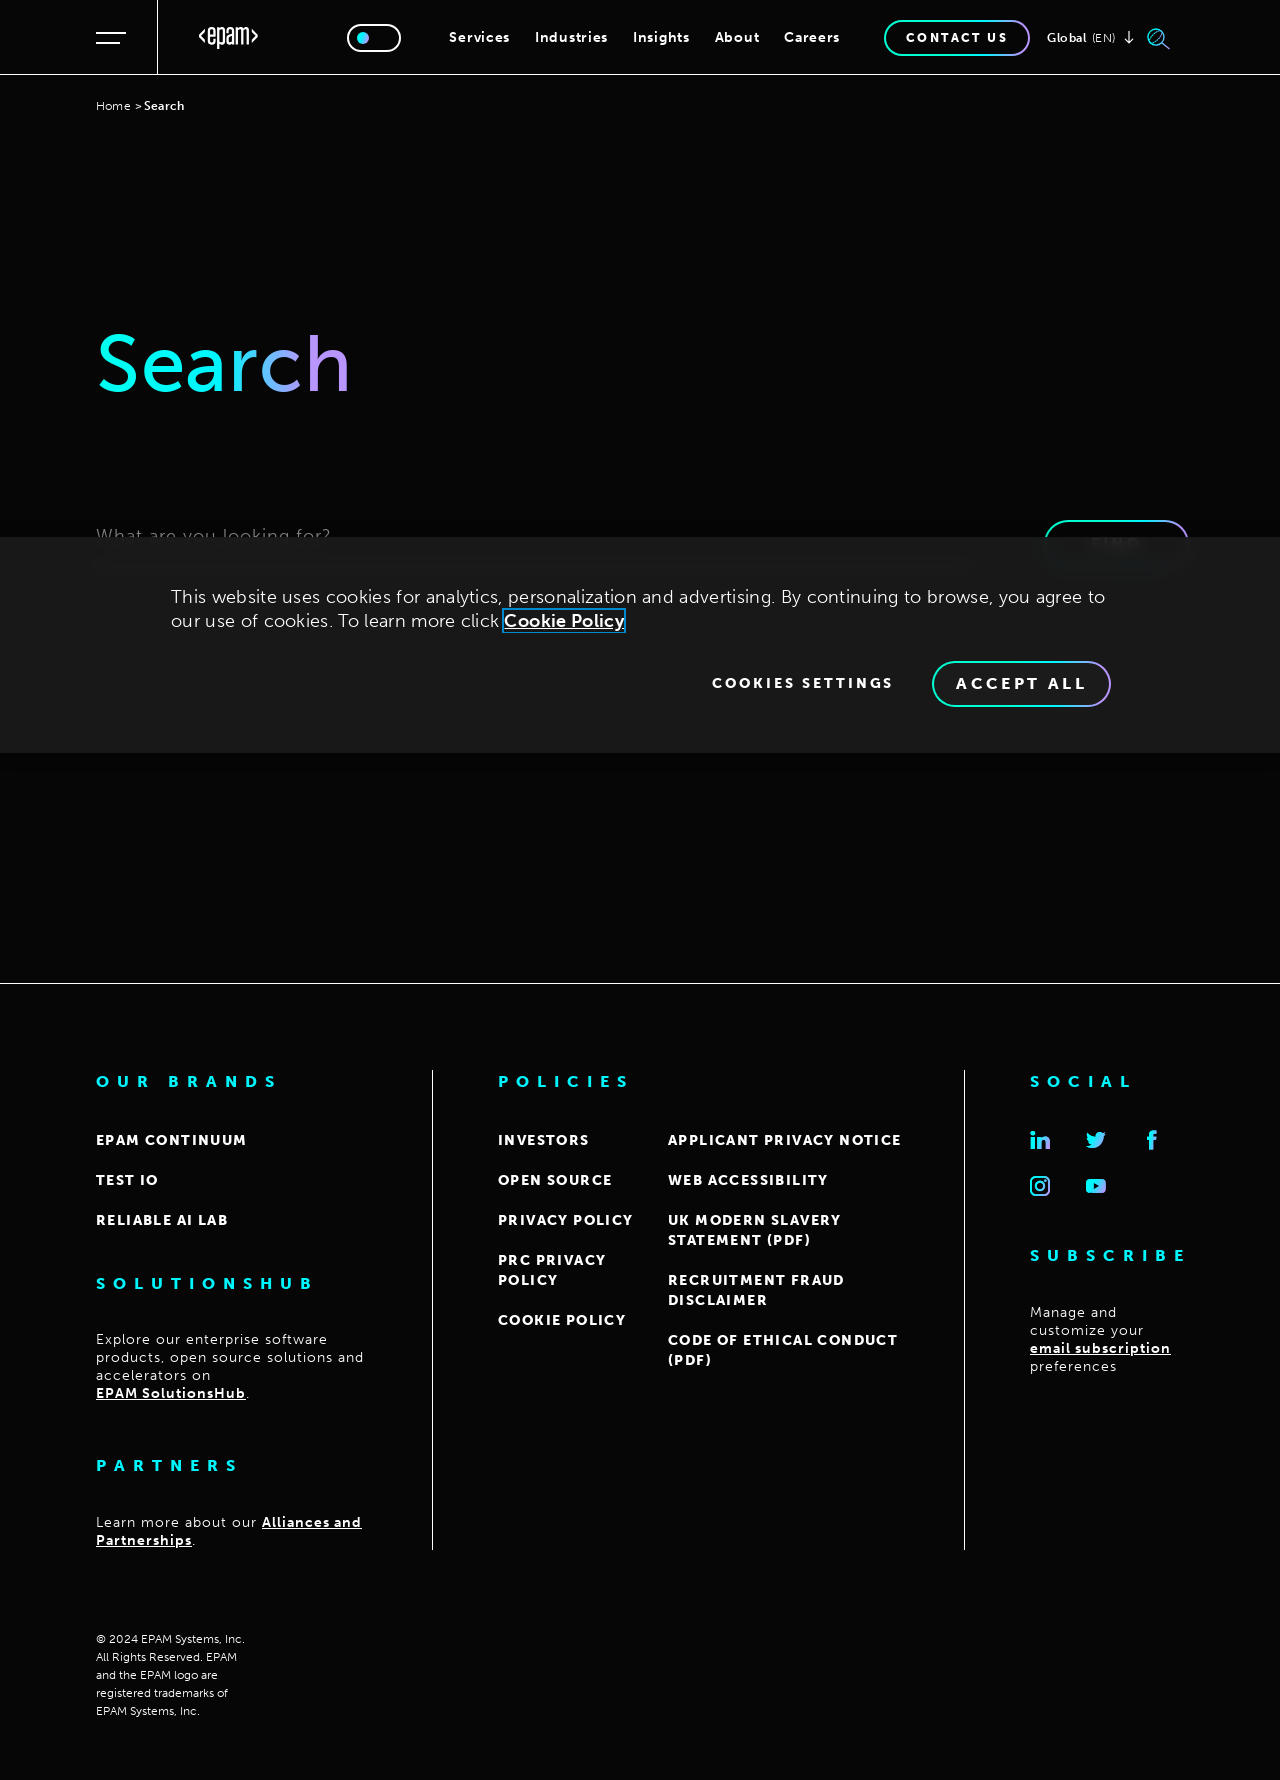 <epam>
Services Industries Insights About Careers
CONTACT US
Global (EN)
Home > Search
Search
What are you looking for?
This website uses cookies for analytics, personalization and advertising. By continuing to browse, you agree to
our use of cookies. To learn more click Cookie Policy
COOKIES SETTINGS
ACCEPT ALL
OUR BRANDS
EPAM CONTINUUM
TEST IO
RELIABLE AI LAB
SOLUTIONSHUB
Explore our enterprise software
products, open source solutions and
accelerators on
EPAM SolutionsHub.
PARTNERS
Learn more about our Alliances and
Partnerships.
POLICIES
INVESTORS
OPEN SOURCE
PRIVACY POLICY
PRC PRIVACY
POLICY
COOKIE POLICY
APPLICANT PRIVACY NOTICE
WEB ACCESSIBILITY
UK MODERN SLAVERY
STATEMENT (PDF)
RECRUITMENT FRAUD
DISCLAIMER
CODE OF ETHICAL CONDUCT
(PDF)
SOCIAL
SUBSCRIBE
Manage and
customize your
email subscription
preferences
© 2024 EPAM Systems, Inc.
All Rights Reserved. EPAM
and the EPAM logo are
registered trademarks of
EPAM Systems, Inc.